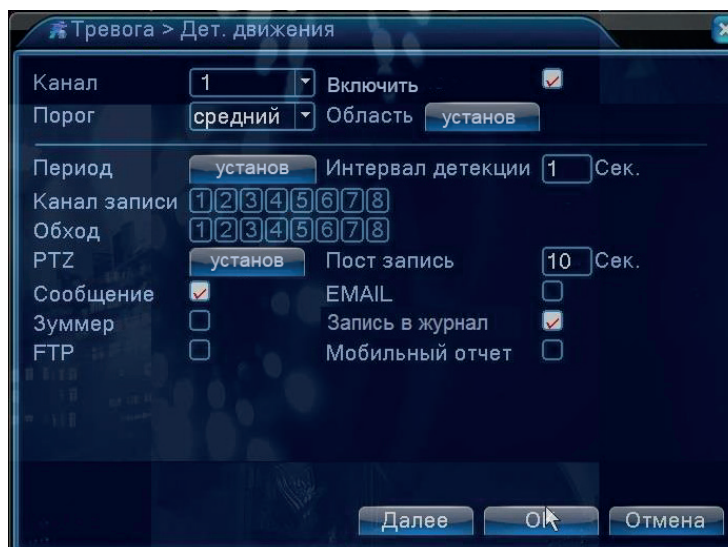 Тревога > Дет. движения
Канал 1 Включить
Порог средний Область установ
Период установ Интервал детекции 1 Сек.
Канал записи 1 2 3 4 5 6 7 8
Обход 1 2 3 4 5 6 7 8
PTZ установ Пост запись 10 Сек.
Сообщение EMAIL
Зуммер Запись в журнал
FTP Мобильный отчет
Далее OK Отмена